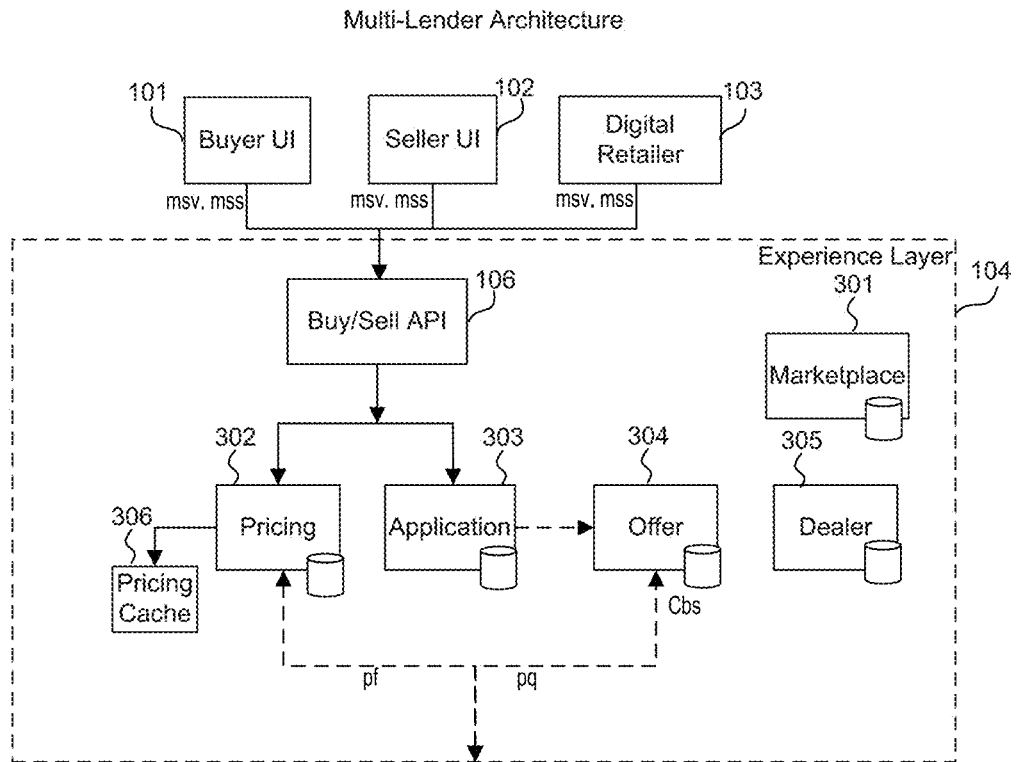 Multi-Lender Architecture
101
Buyer UI
102
Seller UI
103
Digital
Retailer
msv, mss
msv, mss
msv, mss
Experience Layer
104
106
Buy/Sell API
301
Marketplace
302
Pricing
303
Application
304
Offer
305
Dealer
306
Pricing
Cache
Cbs
pf
pq